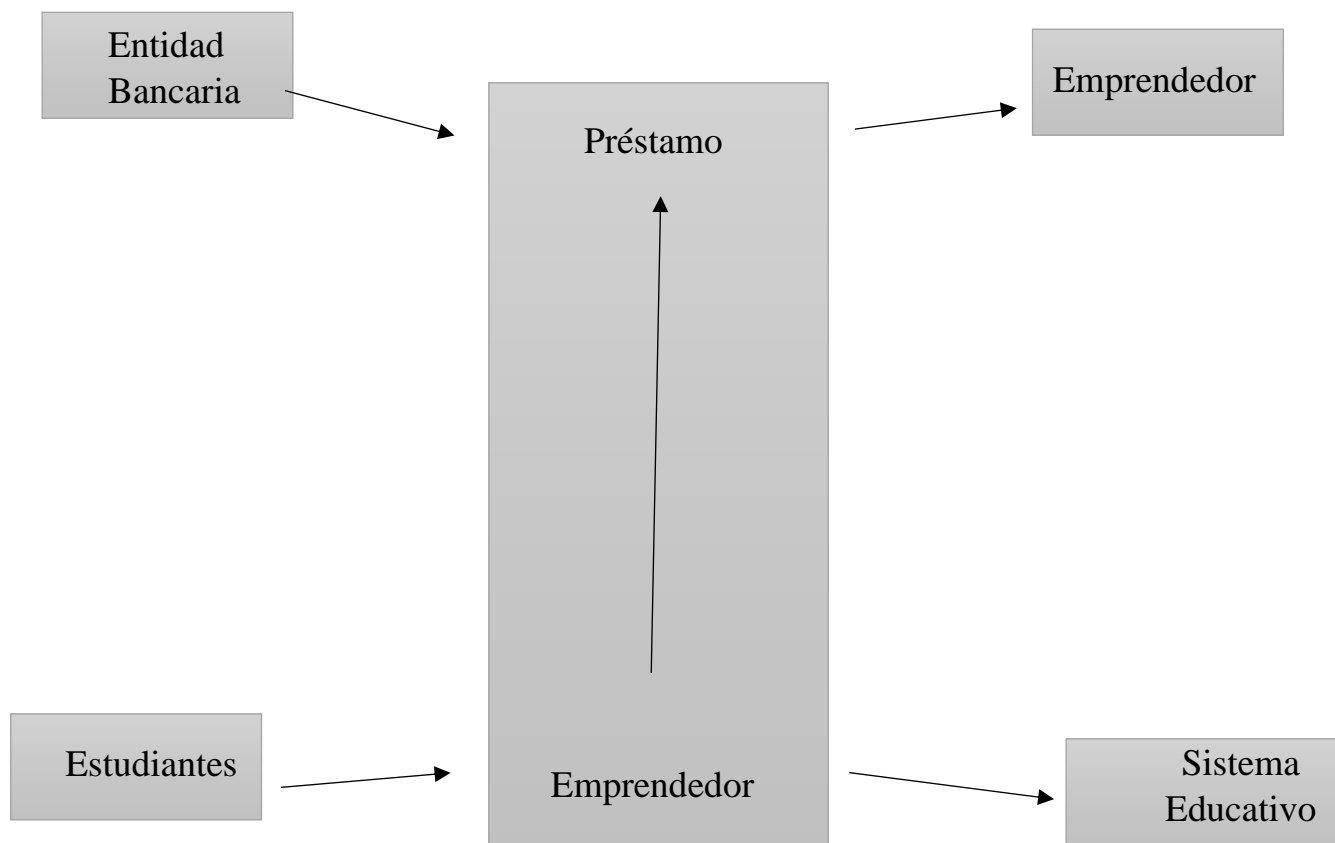 Entidad
Bancaria
Préstamo
Emprendedor
Estudiantes
Emprendedor
Sistema
Educativo